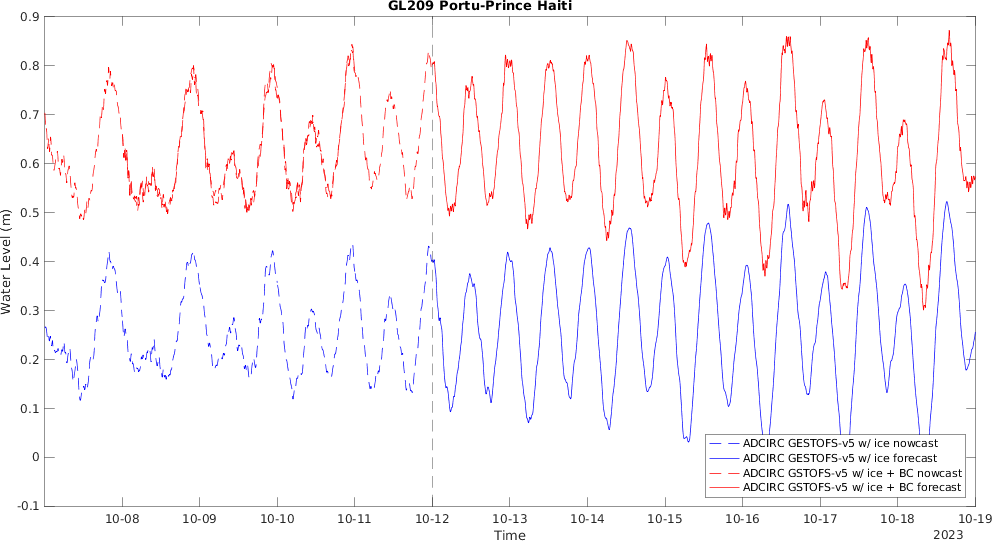 GL209 Portu-Prince Haiti
0.9
0.8
0.7
0.6
0.5
0.4
0.3
0.2
0.1
0
-0.1
Water Level (m)
ADCIRC GESTOFS-v5 w/ ice nowcast
ADCIRC GESTOFS-v5 w/ ice forecast
ADCIRC GSTOFS-v5 w/ ice + BC nowcast
ADCIRC GSTOFS-v5 w/ ice + BC forecast
10-08 10-09 10-10 10-11 10-12 10-13 10-14 10-15 10-16 10-17 10-18 10-19
Time
2023